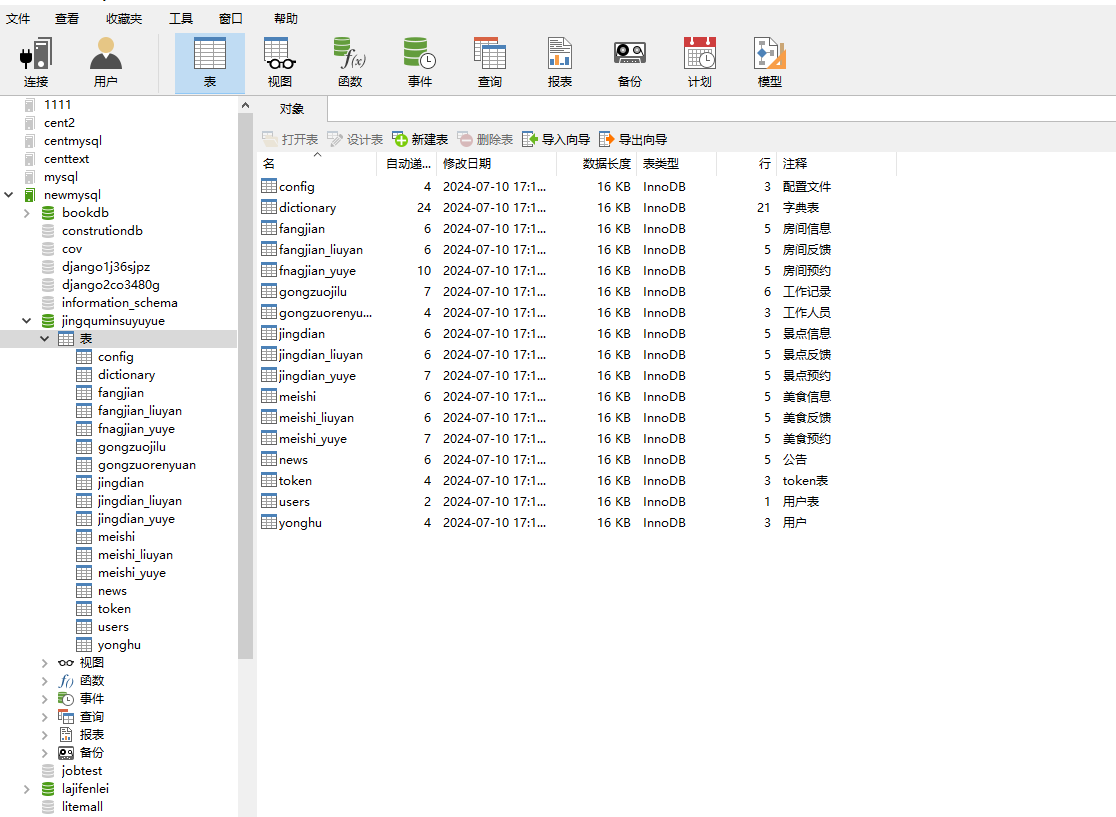 文件 查看 收藏夹 工具 窗口 帮助
连接 用户 表 视图 函数 事件 查询 报表 备份 计划 模型
1111
cent2
centmysql
centtext
mysql
newmysql
bookdb
construtiondb
cov
django1j36sjpz
django2co3480g
information_schema
jingquminsuyuyue
表
config
dictionary
fangjian
fangjian_liuyan
fnagjian_yuye
gongzuojilu
gongzuorenyuan
jingdian
jingdian_liuyan
jingdian_yuye
meishi
meishi_liuyan
meishi_yuye
news
token
users
yonghu
视图
函数
事件
查询
报表
备份
jobtest
lajifenlei
litemall
对象
打开表 设计表 新建表 删除表 导入向导 导出向导
名 自动递... 修改日期 数据长度 表类型 行 注释
config 4 2024-07-10 17:1... 16 KB InnoDB 3 配置文件
dictionary 24 2024-07-10 17:1... 16 KB InnoDB 21 字典表
fangjian 6 2024-07-10 17:1... 16 KB InnoDB 5 房间信息
fangjian_liuyan 6 2024-07-10 17:1... 16 KB InnoDB 5 房间反馈
fnagjian_yuye 10 2024-07-10 17:1... 16 KB InnoDB 5 房间预约
gongzuojilu 7 2024-07-10 17:1... 16 KB InnoDB 6 工作记录
gongzuorenyu... 4 2024-07-10 17:1... 16 KB InnoDB 3 工作人员
jingdian 6 2024-07-10 17:1... 16 KB InnoDB 5 景点信息
jingdian_liuyan 6 2024-07-10 17:1... 16 KB InnoDB 5 景点反馈
jingdian_yuye 7 2024-07-10 17:1... 16 KB InnoDB 5 景点预约
meishi 6 2024-07-10 17:1... 16 KB InnoDB 5 美食信息
meishi_liuyan 6 2024-07-10 17:1... 16 KB InnoDB 5 美食反馈
meishi_yuye 7 2024-07-10 17:1... 16 KB InnoDB 5 美食预约
news 6 2024-07-10 17:1... 16 KB InnoDB 5 公告
token 4 2024-07-10 17:1... 16 KB InnoDB 3 token表
users 2 2024-07-10 17:1... 16 KB InnoDB 1 用户表
yonghu 4 2024-07-10 17:1... 16 KB InnoDB 3 用户